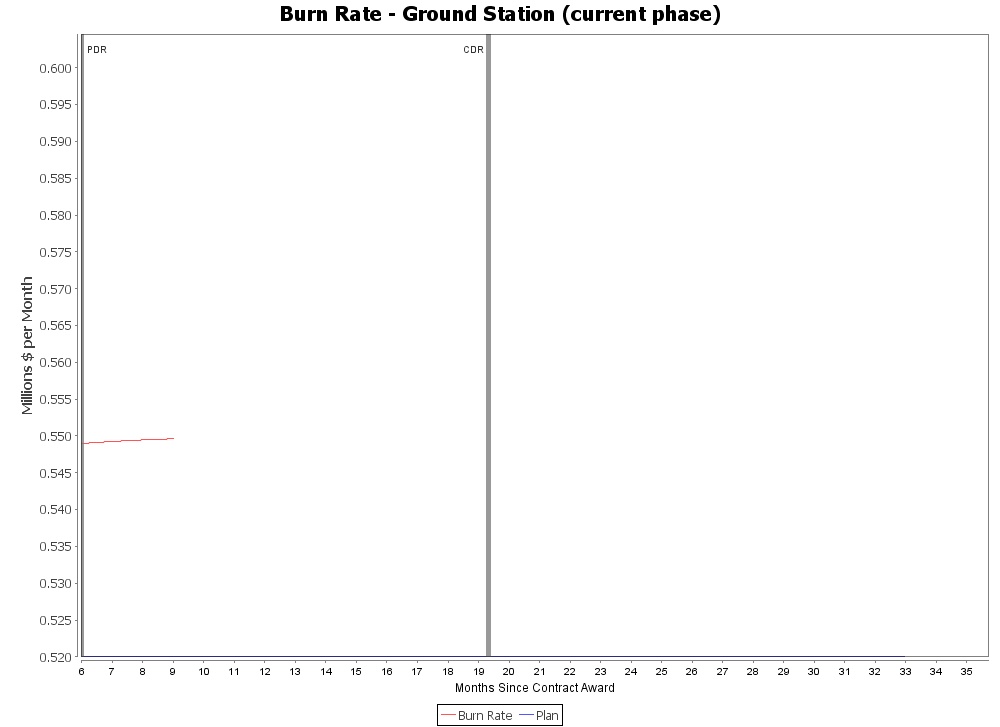 Burn Rate - Ground Station (current phase)
PDR
CDR
0.600
0.595
0.590
0.585
0.580
0.575
0.570
0.565
0.560
0.555
0.550
0.545
0.540
0.535
0.530
0.525
0.520
Millions $ per Month
6 7 8 9 10 11 12 13 14 15 16 17 18 19 20 21 22 23 24 25 26 27 28 29 30 31 32 33 34 35
Months Since Contract Award
Burn Rate Plan